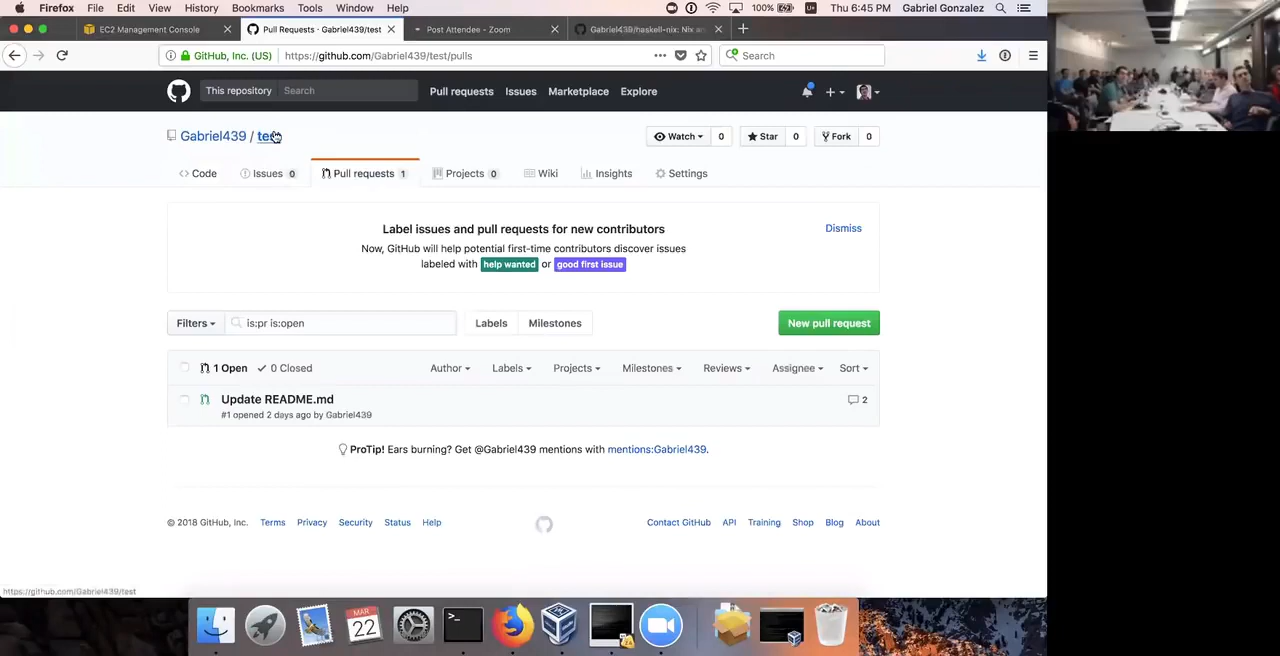 Firefox File Edit View History Bookmarks Tools Window Help 100% Thu 6:45 PM Gabriel Gonzalez
EC2 Management Console Pull Requests · Gabriel439/test Post Attendee - Zoom Gabriel439/haskell-nix: Nix an
GitHub, Inc. (US) https://github.com/Gabriel439/test/pulls Search
This repository Search Pull requests Issues Marketplace Explore
Gabriel439 / test Watch 0 Star 0 Fork 0
Code Issues 0 Pull requests 1 Projects 0 Wiki Insights Settings
Label issues and pull requests for new contributors Dismiss
Now, GitHub will help potential first-time contributors discover issues
labeled with help wanted or good first issue
Filters is:pr is:open Labels Milestones New pull request
1 Open 0 Closed Author Labels Projects Milestones Reviews Assignee Sort
Update README.md 2
#1 opened 2 days ago by Gabriel439
ProTip! Ears burning? Get @Gabriel439 mentions with mentions:Gabriel439.
© 2018 GitHub, Inc. Terms Privacy Security Status Help Contact GitHub API Training Shop Blog About
https://github.com/Gabriel439/test
MAR
22